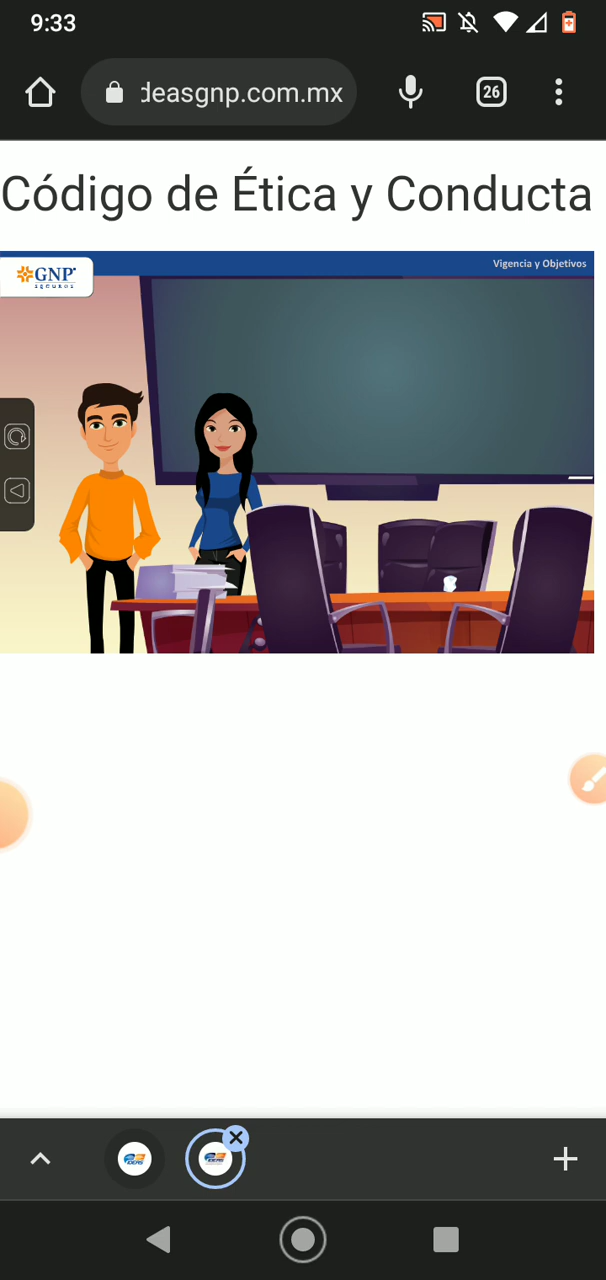 9:33
deasgnp.com.mx
26
Código de Ética y Conducta
GNP
seguros
Vigencia y Objetivos